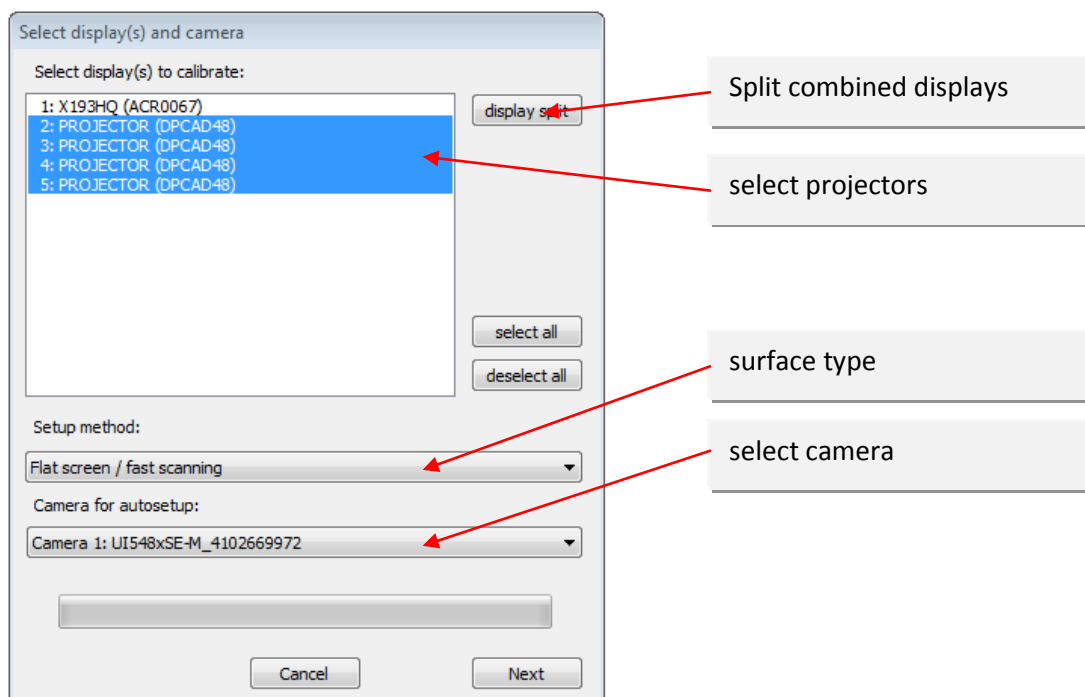 Select display(s) and camera
Select display(s) to calibrate:
1: X193HQ (ACR0067)
2: PROJECTOR (DPCAD48)
3: PROJECTOR (DPCAD48)
4: PROJECTOR (DPCAD48)
5: PROJECTOR (DPCAD48)
display split
select all
deselect all
Setup method:
Flat screen / fast scanning
Camera for autosetup:
Camera 1: UI548xSE-M_4102669972
Cancel
Next
Split combined displays
select projectors
surface type
select camera